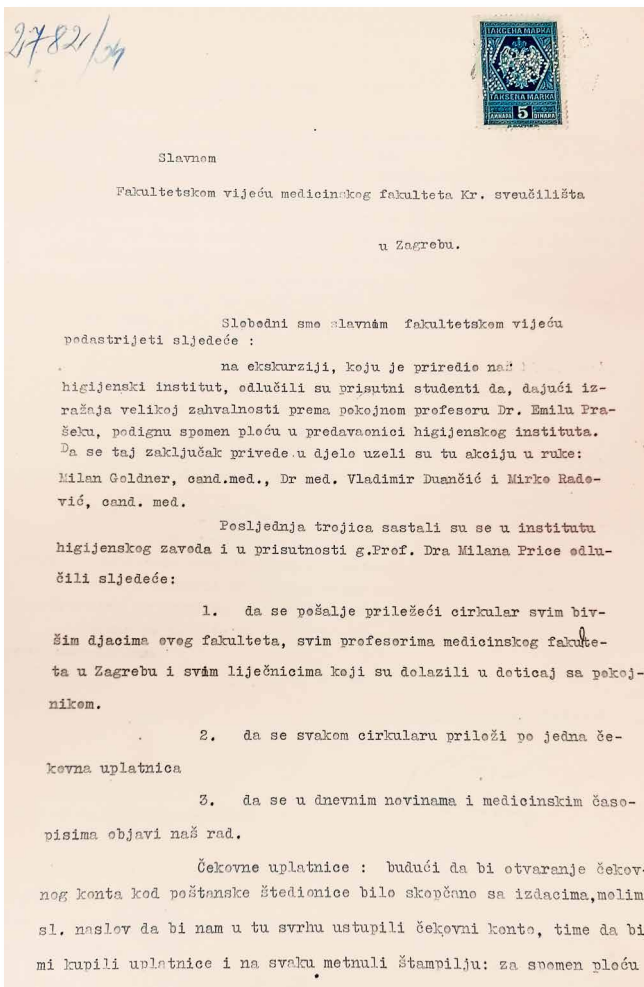 2782/34
ТАКСЕНА МАРКА
TAKSENA MARKA
ДИНАРА 5 DINARA
Slavnom
Fakultetskom vijeću medicinskog fakulteta Kr. sveučilišta
u Zagrebu.
Slobodni smo slavnám fakultetskom vijeću
podastrijeti sljedeće :
na ekskurziji, koju je priredio naš
higijenski institut, odlučili su prisutni studenti da, dajući iz-
ražaja velikoj zahvalnosti prema pokojnom profesoru Dr. Emilu Pra-
šeku, podignu spomen ploću u predavaonici higijenskog instituta.
Da se taj zaključak privede u djelo uzeli su tu akciju u ruke:
Milan Goldner, cand.med., Dr med. Vladimir Duančić i Mirko Rado-
vić, cand. med.
Posljednja trojica sastali su se u institutu
higijenskog zavoda i u prisutnosti g.Prof. Dra Milana Price odlu-
čili sljedeće:
1. da se pošalje priležeći cirkular svim biv-
šim djacima ovog fakulteta, svim profesorima medicinskog fakulte-
ta u Zagrebu i svim liječnicima koji su dolazili u doticaj sa pokoj-
nikom.
2. da se svakom cirkularu priloži po jedna če-
kovna uplatnica
3. da se u dnevnim novinama i medicinskim časo-
pisima objavi naš rad.
Čekovne uplatnice : budući da bi otvaranje čekov-
nog konta kod poštanske štedionice bilo skopčano sa izdacima,molim
sl. naslov da bi nam u tu svrhu ustupili čekovni konto, time da bi
mi kupili uplatnice i na svaku metnuli štampilju: za spomen ploću